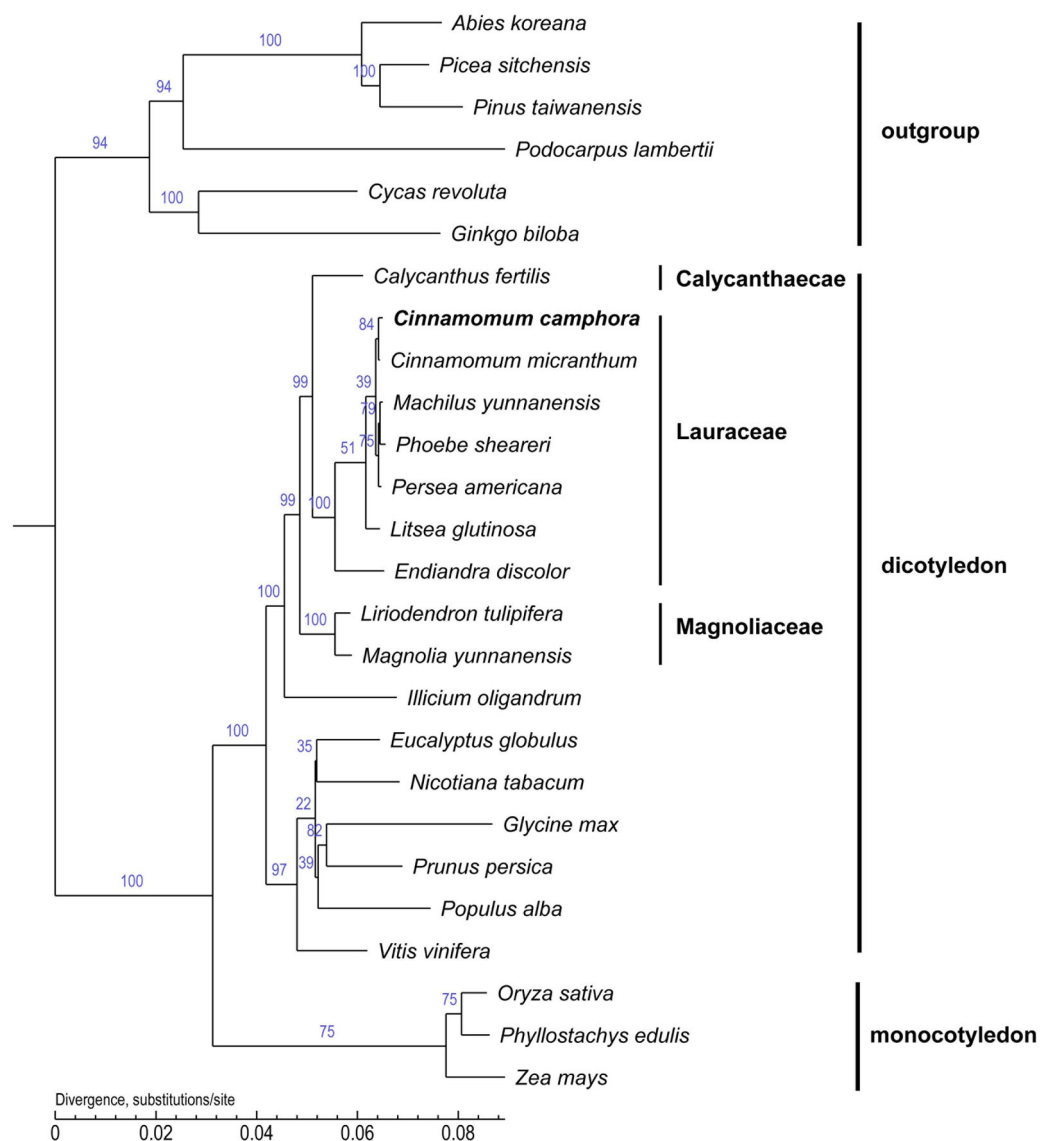 Abies koreana
100
Picea sitchensis
100
94
Pinus taiwanensis
outgroup
94
Podocarpus lambertii
Cycas revoluta
100
Ginkgo biloba
Calycanthus fertilis
Calycanthaecae
Cinnamomum camphora
84
Cinnamomum micranthum
99
39
Machilus yunnanensis
79
Lauraceae
Phoebe sheareri
51
75
Persea americana
99
100
Litsea glutinosa
Endiandra discolor
dicotyledon
100
Liriodendron tulipifera
100
Magnoliaceae
Magnolia yunnanensis
Illicium oligandrum
100
Eucalyptus globulus
35
Nicotiana tabacum
22
Glycine max
82
Prunus persica
97
39
100
Populus alba
Vitis vinifera
Oryza sativa
75
75
Phyllostachys edulis
monocotyledon
Zea mays
Divergence, substitutions/site
0 0.02 0.04 0.06 0.08